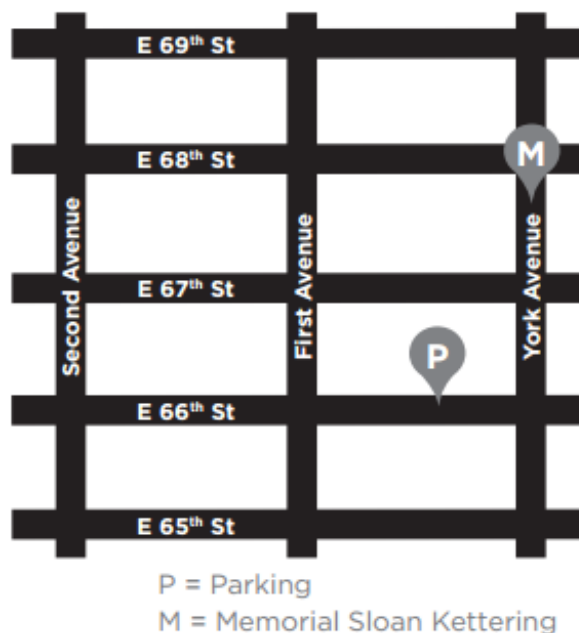 E 69th St
E 68th St
M
Second Avenue
First Avenue
York Avenue
E 67th St
P
E 66th St
E 65th St
P = Parking
M = Memorial Sloan Kettering